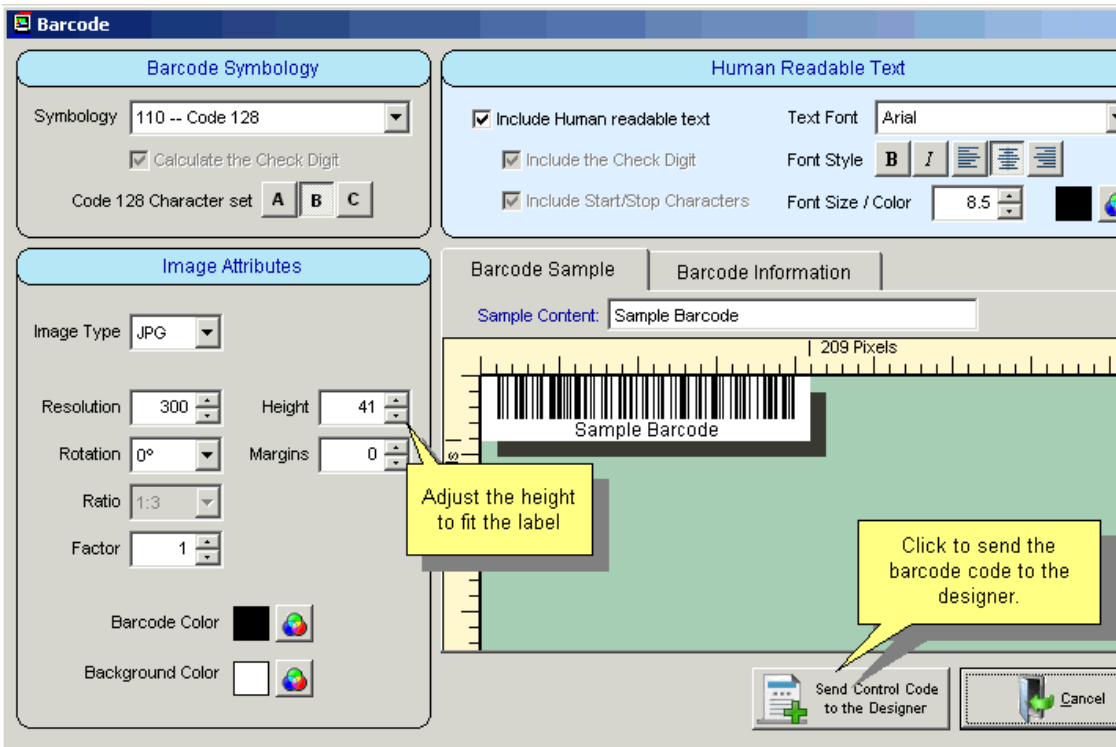 Barcode
Barcode Symbology
Symbology 110 -- Code 128
Calculate the Check Digit
Code 128 Character set A B C
Human Readable Text
Include Human readable text
Include the Check Digit
Include Start/Stop Characters
Text Font Arial
Font Style B I
Font Size / Color 8.5
Image Attributes
Image Type JPG
Resolution 300 Height 41
Rotation 0° Margins 0
Ratio 1:3
Factor 1
Barcode Color
Background Color
Adjust the height
to fit the label
Barcode Sample Barcode Information
Sample Content: Sample Barcode
209 Pixels
Sample Barcode
Click to send the
barcode code to the
designer.
Send Control Code
to the Designer
Cancel